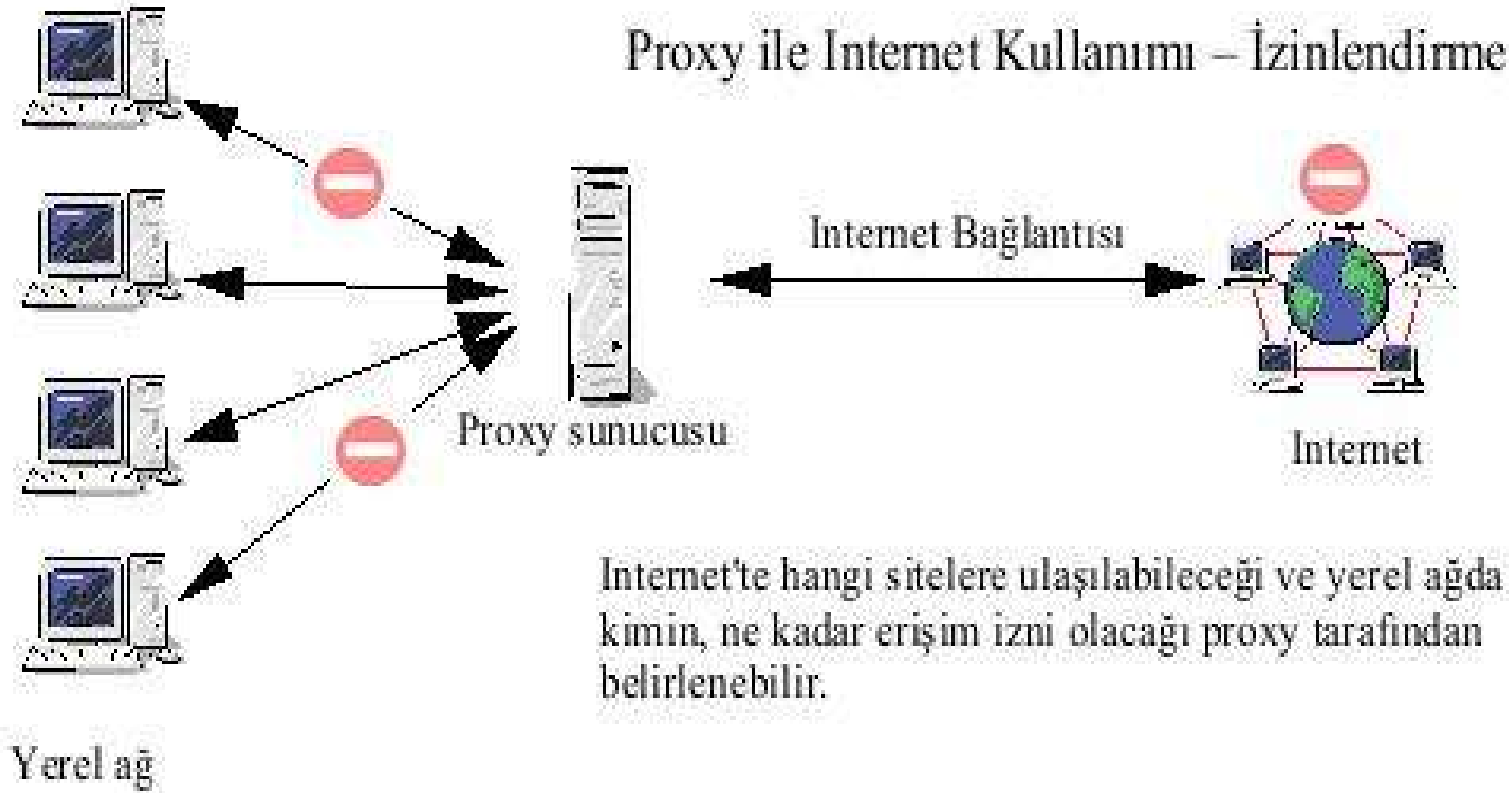 Proxy ile Internet Kullanımı – İzinlendirme
Internet Bağlantısı
Proxy sunucusu
Internet
Internet'te hangi sitelere ulaşılabileceği ve yerel ağda
kimin, ne kadar erişim izni olacağı proxy tarafından
belirlenebilir.
Yerel ağ